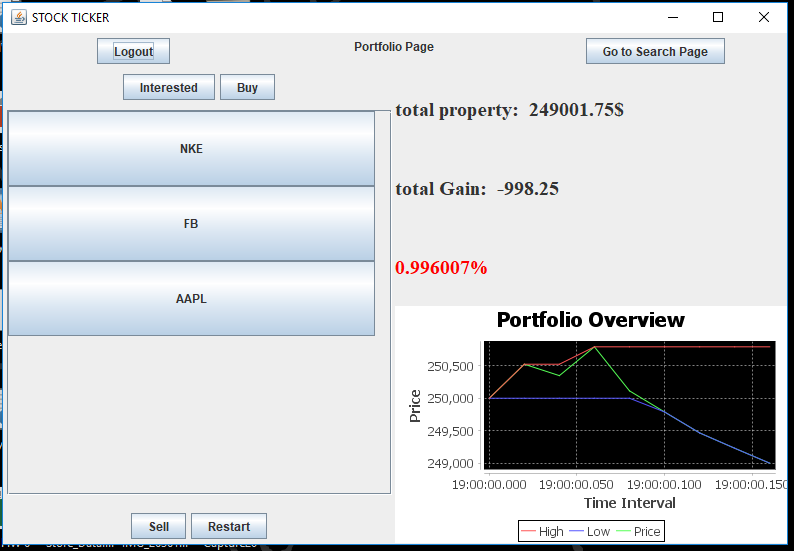 STOCK TICKER
Logout
Portfolio Page
Go to Search Page
Interested
Buy
total property: 249001.75$
NKE
total Gain: -998.25
FB
0.996007%
AAPL
Portfolio Overview
Price
250,500
250,000
249,500
249,000
19:00:00.000 19:00:00.050 19:00:00.100 19:00:00.150
Time Interval
High Low Price
Sell
Restart